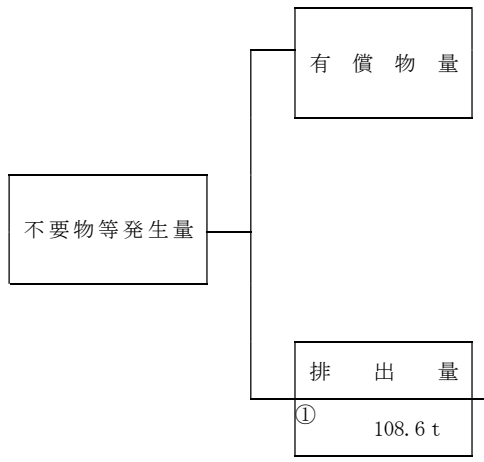 有償物量
不要物等発生量
排出量
①
108.6 t